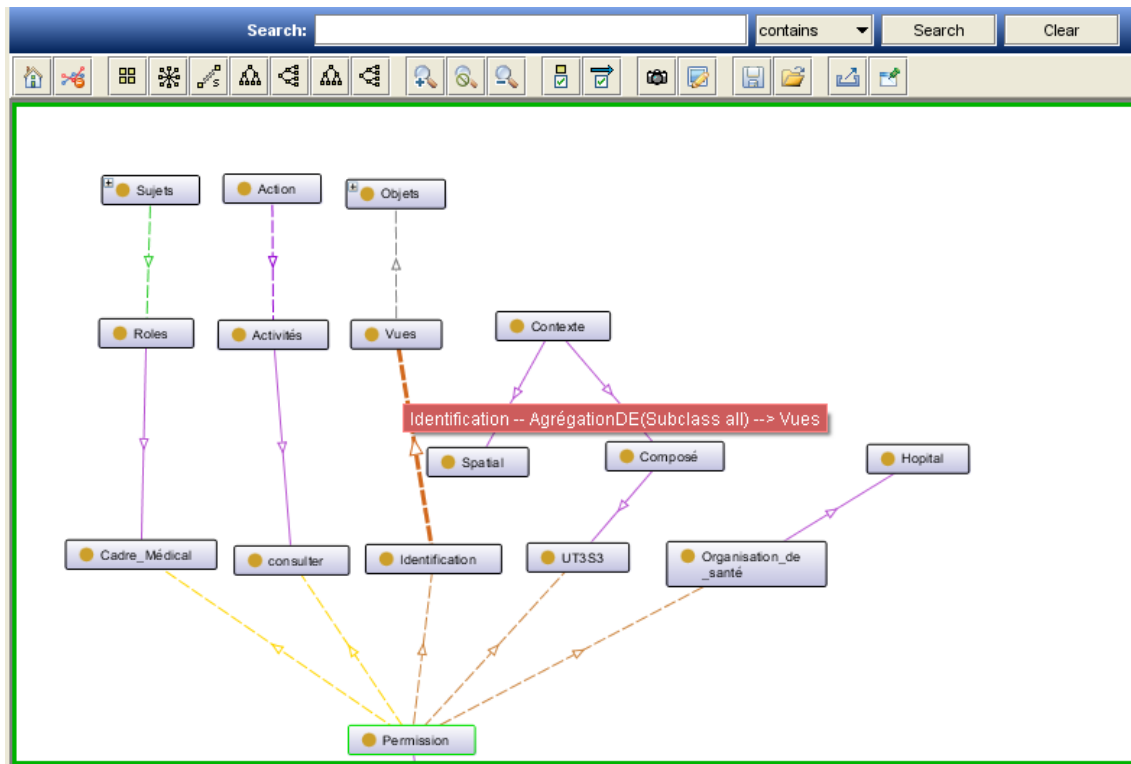 Search:
contains
Search
Clear
Sujets
Action
Objets
Roles
Activités
Vues
Contexte
Identification -- AgrégationDE(Subclass all) --> Vues
Spatial
Composé
Hopital
Cadre_Médical
consulter
Identification
UT3S3
Organisation_de
_santé
Permission